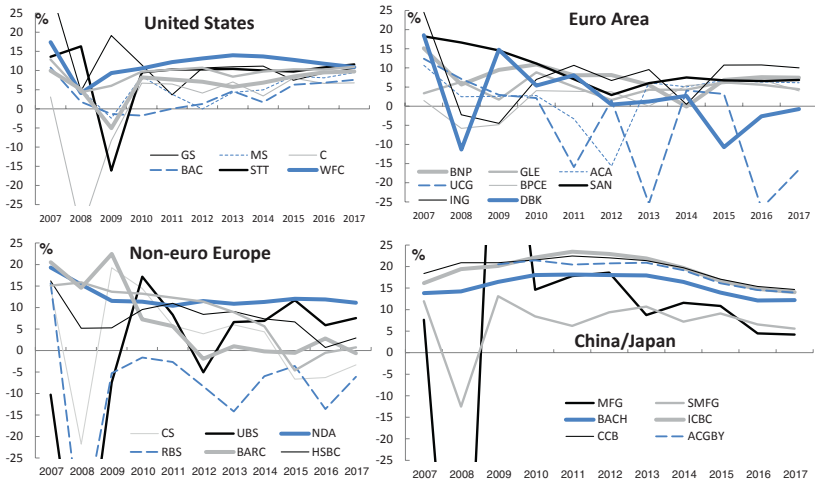 United States
%
25
20
15
10
5
0
-5
-10
-15
-20
-25
GS MS C
BAC STT WFC
2007 2008 2009 2010 2011 2012 2013 2014 2015 2016 2017
Euro Area
%
25
20
15
10
5
0
-5
-10
-15
-20
-25
BNP GLE ACA
UCG BPCE SAN
ING DBK
2007 2008 2009 2010 2011 2012 2013 2014 2015 2016 2017
Non-euro Europe
%
25
20
15
10
5
0
-5
-10
-15
-20
-25
CS UBS NDA
RBS BARC HSBC
2007 2008 2009 2010 2011 2012 2013 2014 2015 2016 2017
%
25
20
15
10
5
0
-5
-10
-15
-20
-25
China/Japan
MFG SMFG
BACH ICBC
CCB ACGBY
2007 2008 2009 2010 2011 2012 2013 2014 2015 2016 2017